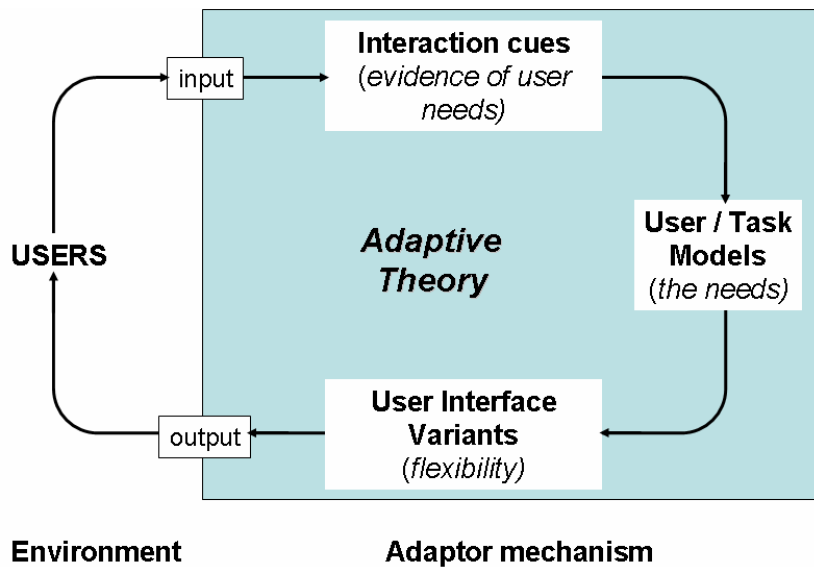 Interaction cues
(evidence of user
needs)
input
USERS
Adaptive
Theory
User / Task
Models
(the needs)
User Interface
Variants
(flexibility)
output
Environment
Adaptor mechanism